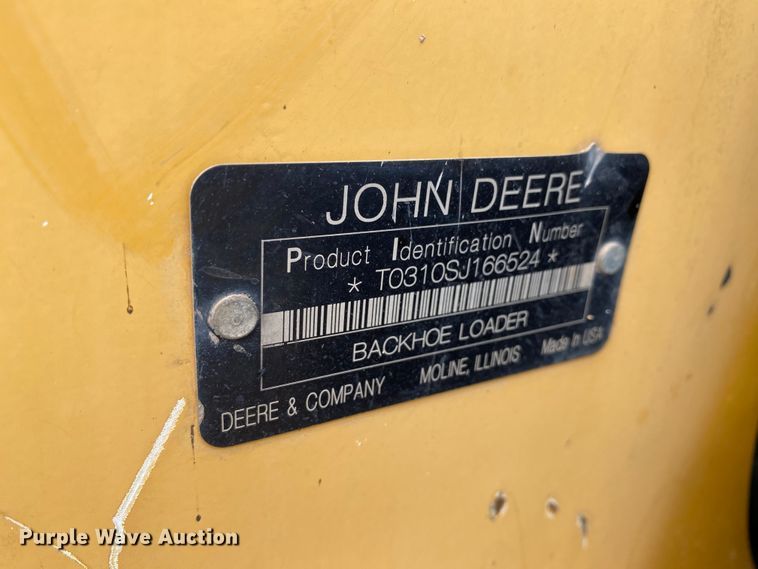 JOHN DEERE
Product Identification Number
* T0310SJ166524 *
BACKHOE LOADER
DEERE & COMPANY MOLINE, ILLINOIS Made In USA
Purple Wave Auction